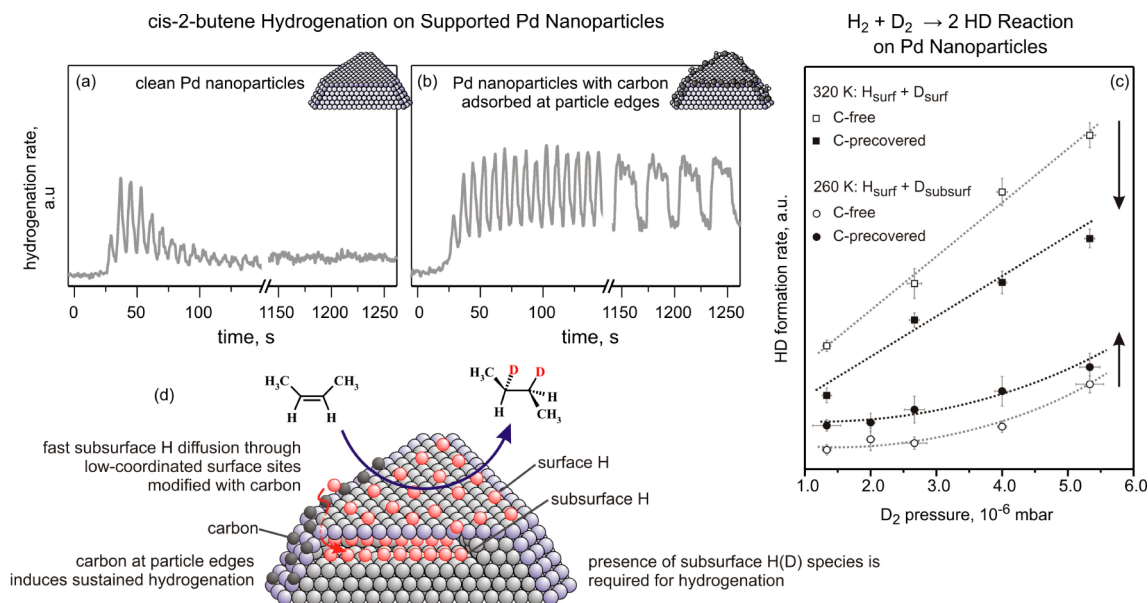 cis-2-butene Hydrogenation on Supported Pd Nanoparticles
H₂ + D₂ → 2 HD Reaction
on Pd Nanoparticles
(a)
clean Pd nanoparticles
(b)
Pd nanoparticles with carbon
adsorbed at particle edges
hydrogenation rate,
a.u
0
50
100
1150
1200
1250
time, s
0
50
100
1150
1200
1250
time, s
(c)
320 K: H_surf + D_surf
C-free
C-precovered
260 K: H_surf + D_subsurf
C-free
C-precovered
HD formation rate, a.u.
1.0
2.0
3.0
4.0
5.0
6.0
D₂ pressure, 10⁻⁶ mbar
(d)
H₃C
CH₃
H
H
H₃C
D
D
H
H
CH₃
fast subsurface H diffusion through
low-coordinated surface sites
modified with carbon
carbon
carbon at particle edges
induces sustained hydrogenation
surface H
subsurface H
presence of subsurface H(D) species is
required for hydrogenation